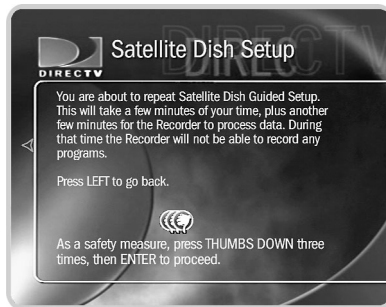 DIRECTV
Satellite Dish Setup
DIRECTV
You are about to repeat Satellite Dish Guided Setup.
This will take a few minutes of your time, plus another
few minutes for the Recorder to process data. During
that time the Recorder will not be able to record any
programs.
Press LEFT to go back.
As a safety measure, press THUMBS DOWN three
times, then ENTER to proceed.